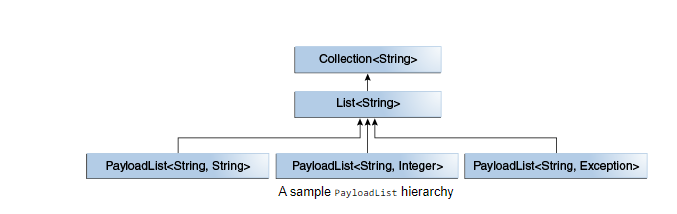 Collection<String>
List<String>
PayloadList<String, String> PayloadList<String, Integer> PayloadList<String, Exception>
A sample PayloadList hierarchy